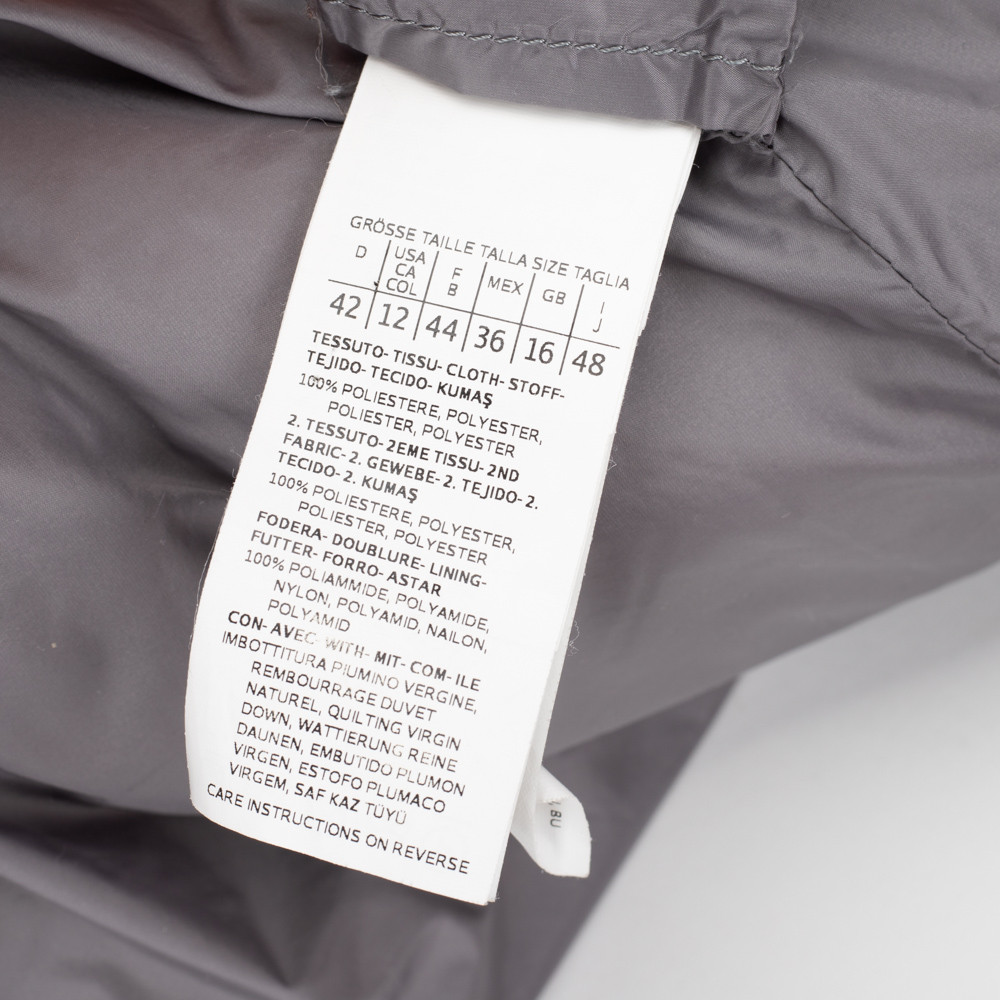 GRÖSSE TAILLE TALLA SIZE TAGLIA
D USA CA COL F B MEX GB I J
42 12 44 36 16 48
TESSUTO- TISSU- CLOTH- STOFF-
TEJIDO- TECIDO- KUMAŞ
100% POLIESTERE, POLYESTER,
POLIESTER, POLYESTER
2. TESSUTO- 2EME TISSU- 2ND
FABRIC- 2. GEWEBE- 2. TEJIDO- 2.
TECIDO- 2. KUMAŞ
100% POLIESTERE, POLYESTER,
POLIESTER, POLYESTER
FODERA- DOUBLURE- LINING-
FUTTER- FORRO- ASTAR
100% POLIAMMIDE, POLYAMIDE,
NYLON, POLYAMID, NAILON,
POLYAMID
CON- AVEC- WITH- MIT- COM- ILE
IMBOTTITURA PIUMINO VERGINE,
REMBOURRAGE DUVET
NATUREL, QUILTING VIRGIN
DOWN, WATTIERUNG REINE
DAUNEN, EMBUTIDO PLUMON
VIRGEN, ESTOFO PLUMACO
VIRGEM, SAF KAZ TÜYÜ
CARE INSTRUCTIONS ON REVERSE